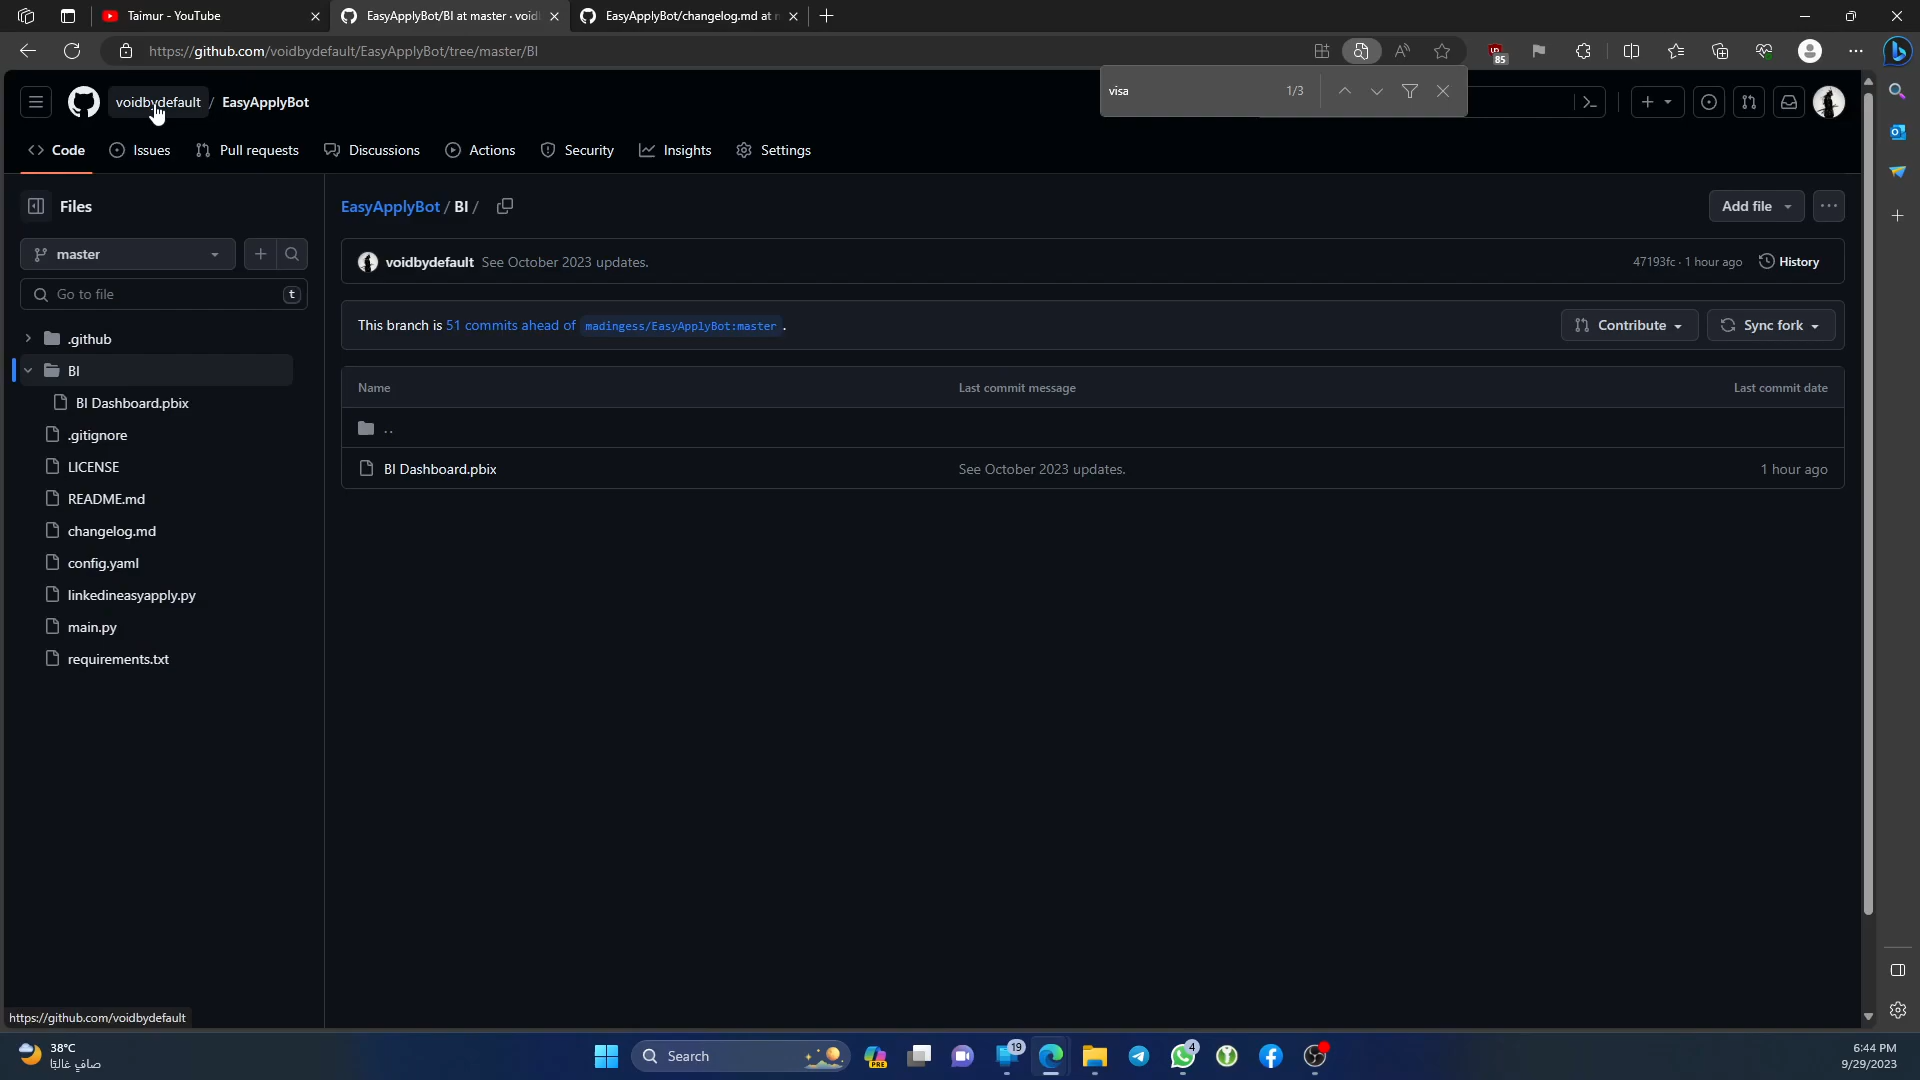 Taimur - YouTube
EasyApplyBot/BI at master · void
EasyApplyBot/changelog.md at
https://github.com/voidbydefault/EasyApplyBot/tree/master/BI
85
visa
1/3
voidbydefault / EasyApplyBot
Code
Issues
Pull requests
Discussions
Actions
Security
Insights
Settings
Files
master
Go to file
t
.github
BI
BI Dashboard.pbix
.gitignore
LICENSE
README.md
changelog.md
config.yaml
linkedineasyapply.py
main.py
requirements.txt
EasyApplyBot / BI /
Add file
voidbydefault See October 2023 updates.
47193fc · 1 hour ago
History
This branch is 51 commits ahead of madingess/EasyApplyBot:master .
Contribute
Sync fork
Name
Last commit message
Last commit date
..
BI Dashboard.pbix
See October 2023 updates.
1 hour ago
https://github.com/voidbydefault
38°C
صافٍ غالبًا
Search
PRE
19
4
6:44 PM
9/29/2023